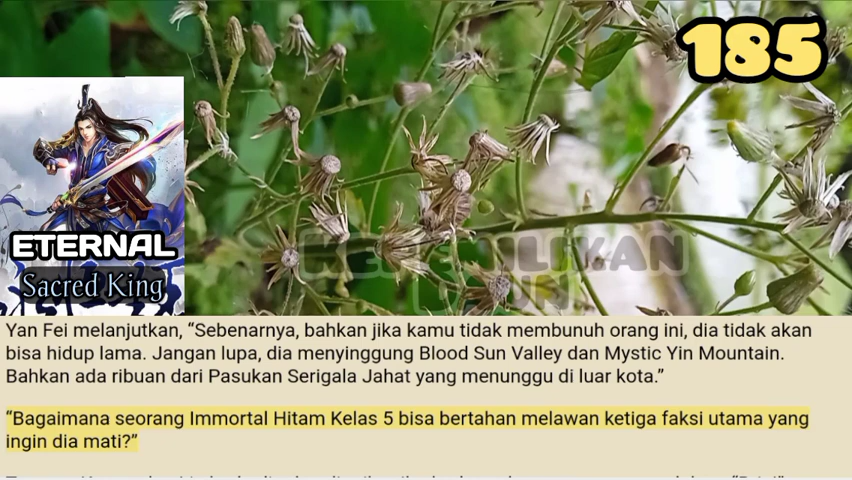 185
ETERNAL
Sacred King
KEPEMILIKAN
Yan Fei melanjutkan, “Sebenarnya, bahkan jika kamu tidak membunuh orang ini, dia tidak akan
bisa hidup lama. Jangan lupa, dia menyinggung Blood Sun Valley dan Mystic Yin Mountain.
Bahkan ada ribuan dari Pasukan Serigala Jahat yang menunggu di luar kota.”
“Bagaimana seorang Immortal Hitam Kelas 5 bisa bertahan melawan ketiga faksi utama yang
ingin dia mati?”